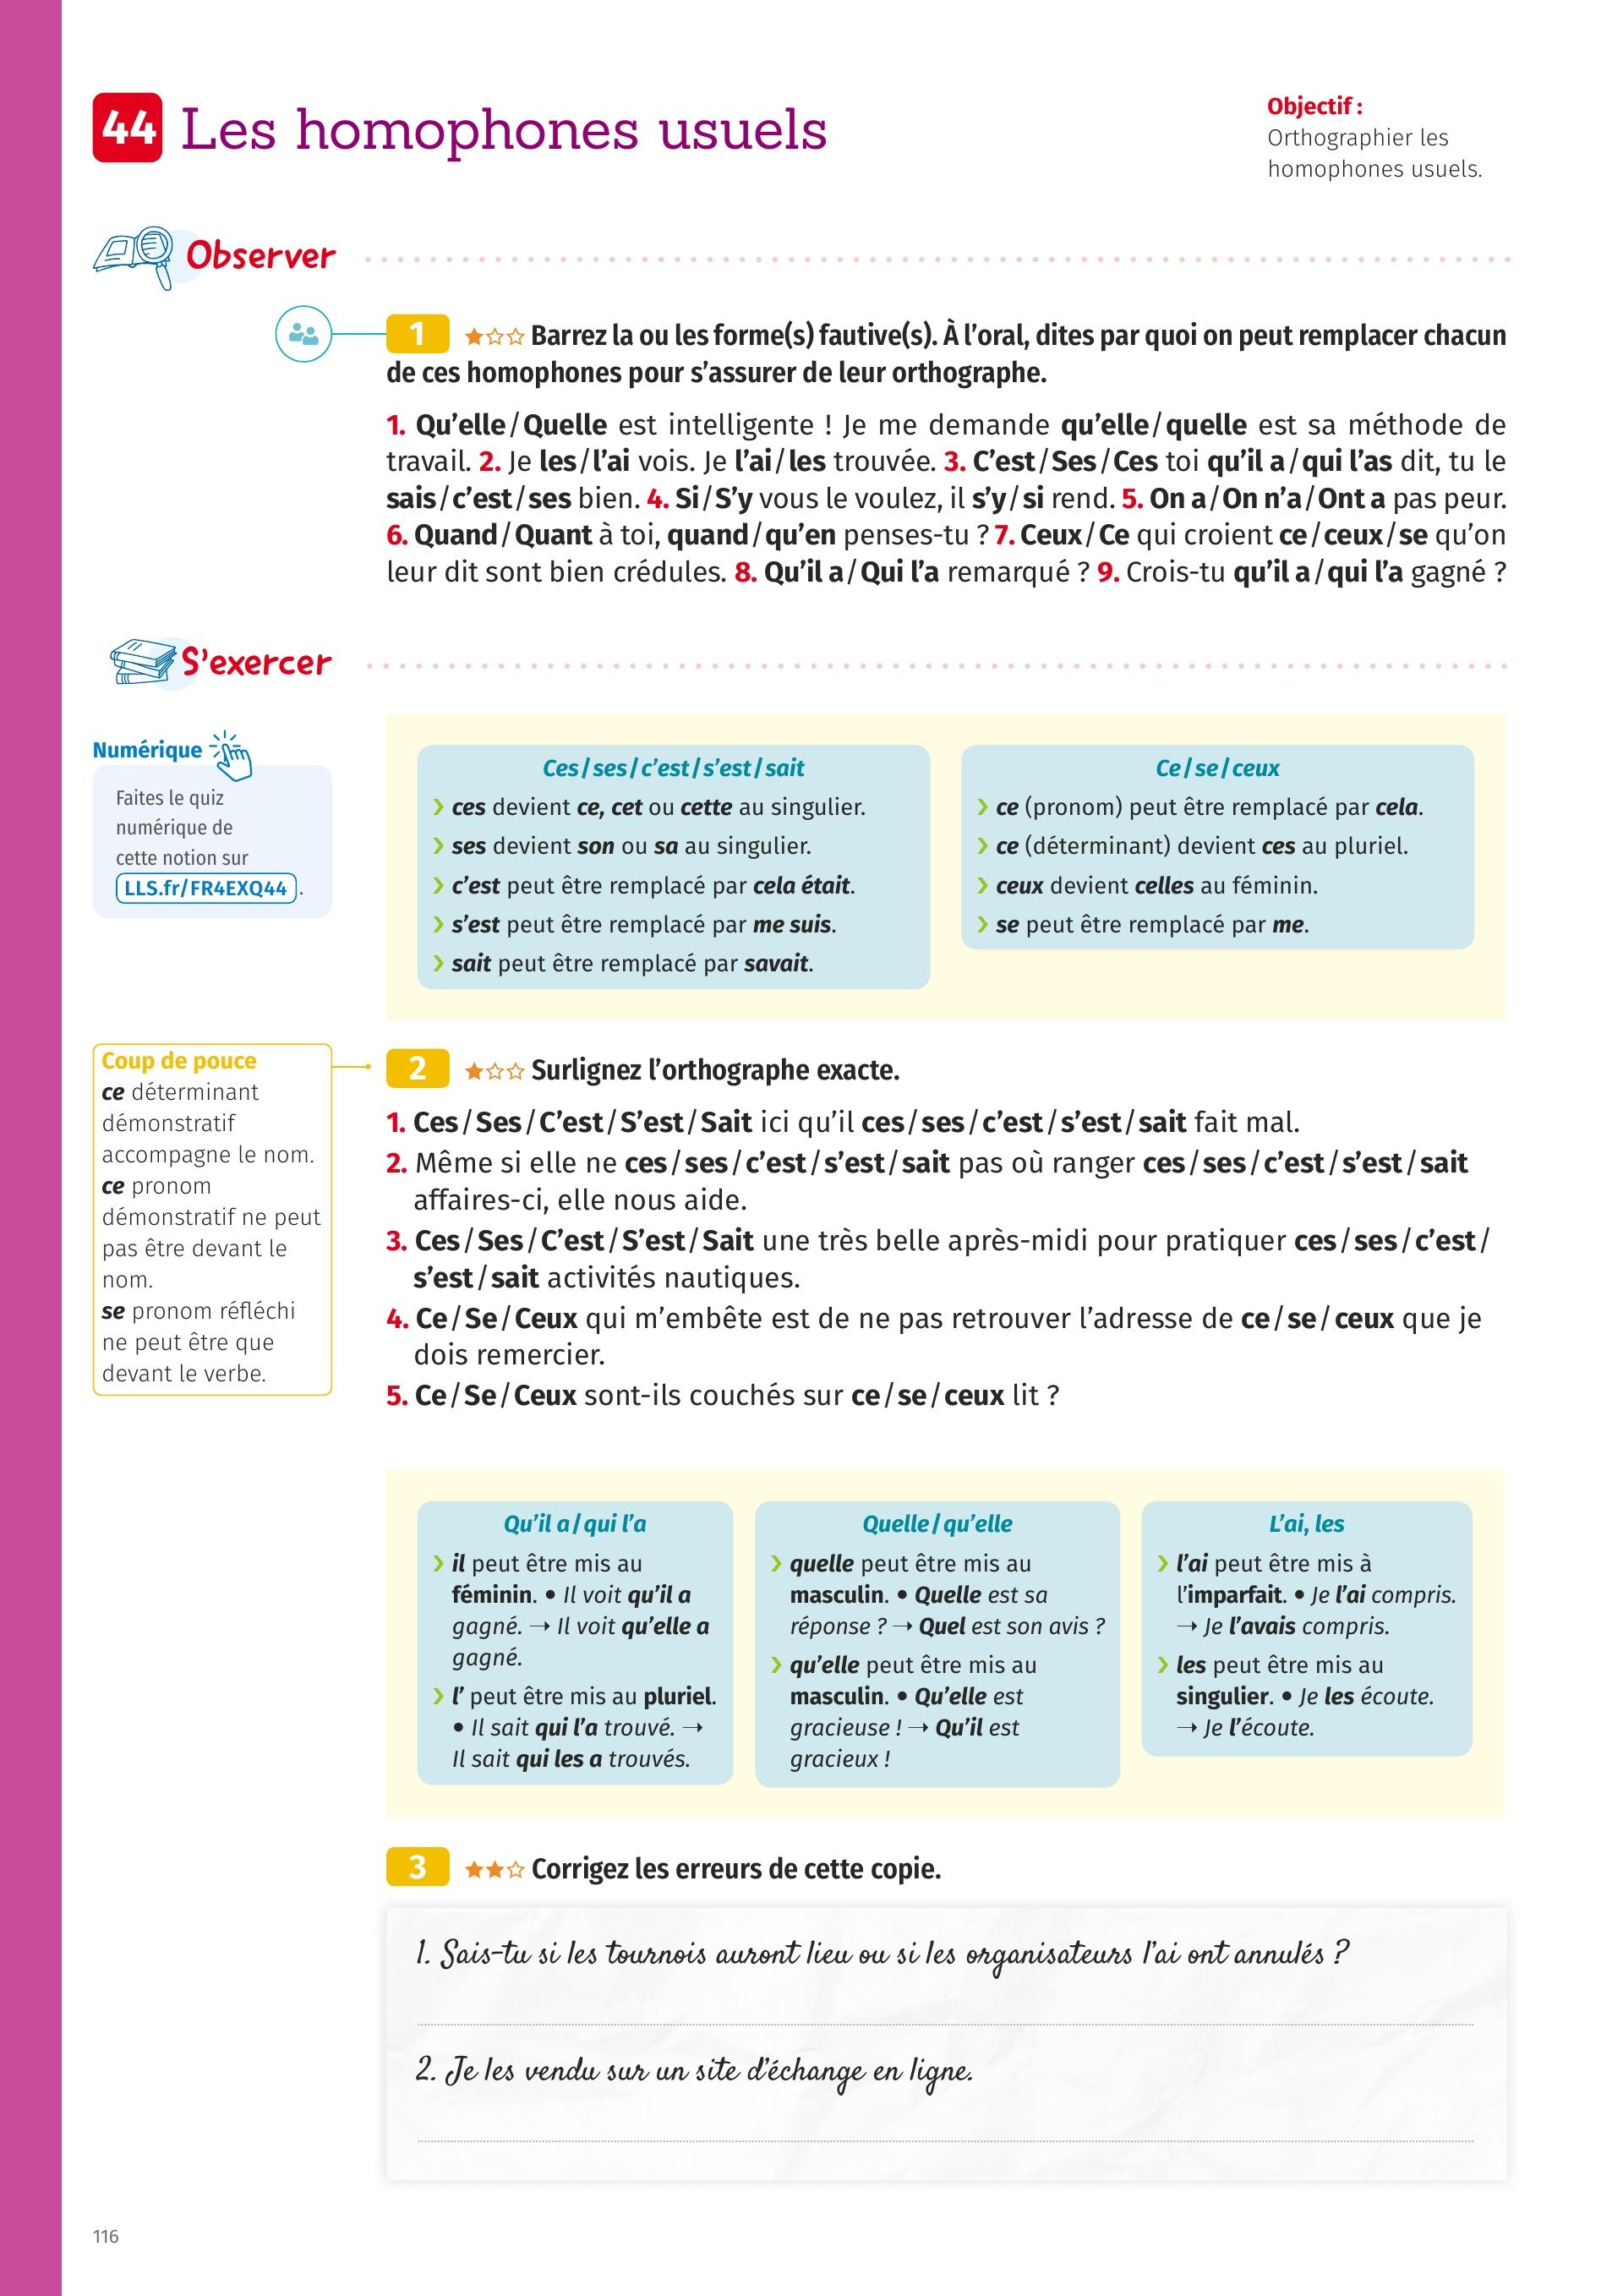 44 Les homophones usuels
Objectif :
Orthographier les
homophones usuels.
Observer
1 Barrez la ou les forme(s) fautive(s). À l’oral, dites par quoi on peut remplacer chacun
de ces homophones pour s’assurer de leur orthographe.
1. Qu’elle / Quelle est intelligente ! Je me demande qu’elle / quelle est sa méthode de
travail. 2. Je les / l’ai vois. Je l’ai / les trouvée. 3. C’est / Ses / Ces toi qu’il a / qui l’as dit, tu le
sais / c’est / ses bien. 4. Si / S’y vous le voulez, il s’y / si rend. 5. On a / On n’a / Ont a pas peur.
6. Quand / Quant à toi, quand / qu’en penses-tu ? 7. Ceux / Ce qui croient ce / ceux / se qu’on
leur dit sont bien crédules. 8. Qu’il a / Qui l’a remarqué ? 9. Crois-tu qu’il a / qui l’a gagné ?
S’exercer
Numérique
Faites le quiz
numérique de
cette notion sur
LLS.fr/FR4EXQ44 .
Ces / ses / c’est / s’est / sait
› ces devient ce, cet ou cette au singulier.
› ses devient son ou sa au singulier.
› c’est peut être remplacé par cela était.
› s’est peut être remplacé par me suis.
› sait peut être remplacé par savait.
Ce / se / ceux
› ce (pronom) peut être remplacé par cela.
› ce (déterminant) devient ces au pluriel.
› ceux devient celles au féminin.
› se peut être remplacé par me.
Coup de pouce
ce déterminant
démonstratif
accompagne le nom.
ce pronom
démonstratif ne peut
pas être devant le
nom.
se pronom réfléchi
ne peut être que
devant le verbe.
2 Surlignez l’orthographe exacte.
1. Ces / Ses / C’est / S’est / Sait ici qu’il ces / ses / c’est / s’est / sait fait mal.
2. Même si elle ne ces / ses / c’est / s’est / sait pas où ranger ces / ses / c’est / s’est / sait
affaires-ci, elle nous aide.
3. Ces / Ses / C’est / S’est / Sait une très belle après-midi pour pratiquer ces / ses / c’est /
s’est / sait activités nautiques.
4. Ce / Se / Ceux qui m’embête est de ne pas retrouver l’adresse de ce / se / ceux que je
dois remercier.
5. Ce / Se / Ceux sont-ils couchés sur ce / se / ceux lit ?
Qu’il a / qui l’a
› il peut être mis au
féminin. • Il voit qu’il a
gagné. → Il voit qu’elle a
gagné.
› l’ peut être mis au pluriel.
• Il sait qui l’a trouvé. →
Il sait qui les a trouvés.
Quelle / qu’elle
› quelle peut être mis au
masculin. • Quelle est sa
réponse ? → Quel est son avis ?
› qu’elle peut être mis au
masculin. • Qu’elle est
gracieuse ! → Qu’il est
gracieux !
L’ai, les
› l’ai peut être mis à
l’imparfait. • Je l’ai compris.
→ Je l’avais compris.
› les peut être mis au
singulier. • Je les écoute.
→ Je l’écoute.
3 Corrigez les erreurs de cette copie.
1. Sais-tu si les tournois auront lieu ou si les organisateurs l’ai ont annulés ?
2. Je les vendu sur un site d’échange en ligne.
116